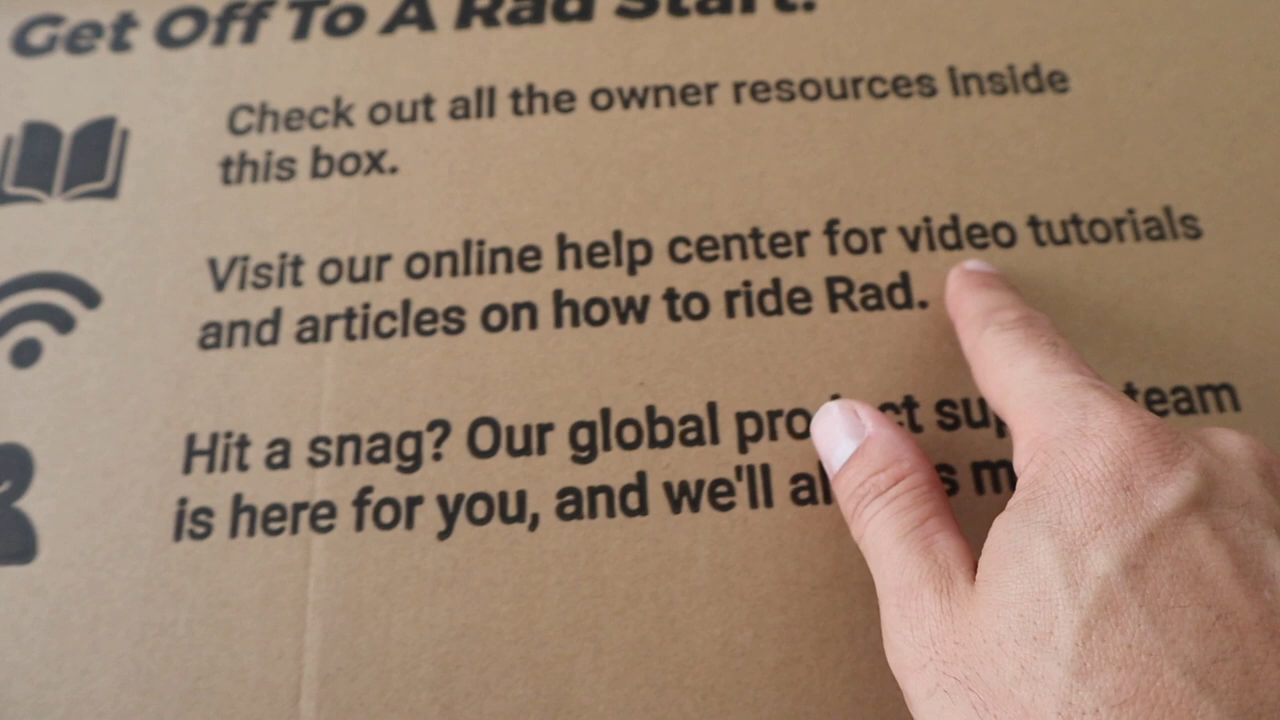 Get Off To A Rad Start.
Check out all the owner resources inside
this box.
Visit our online help center for video tutorials
and articles on how to ride Rad.
Hit a snag? Our global team
is here for you, and we'll